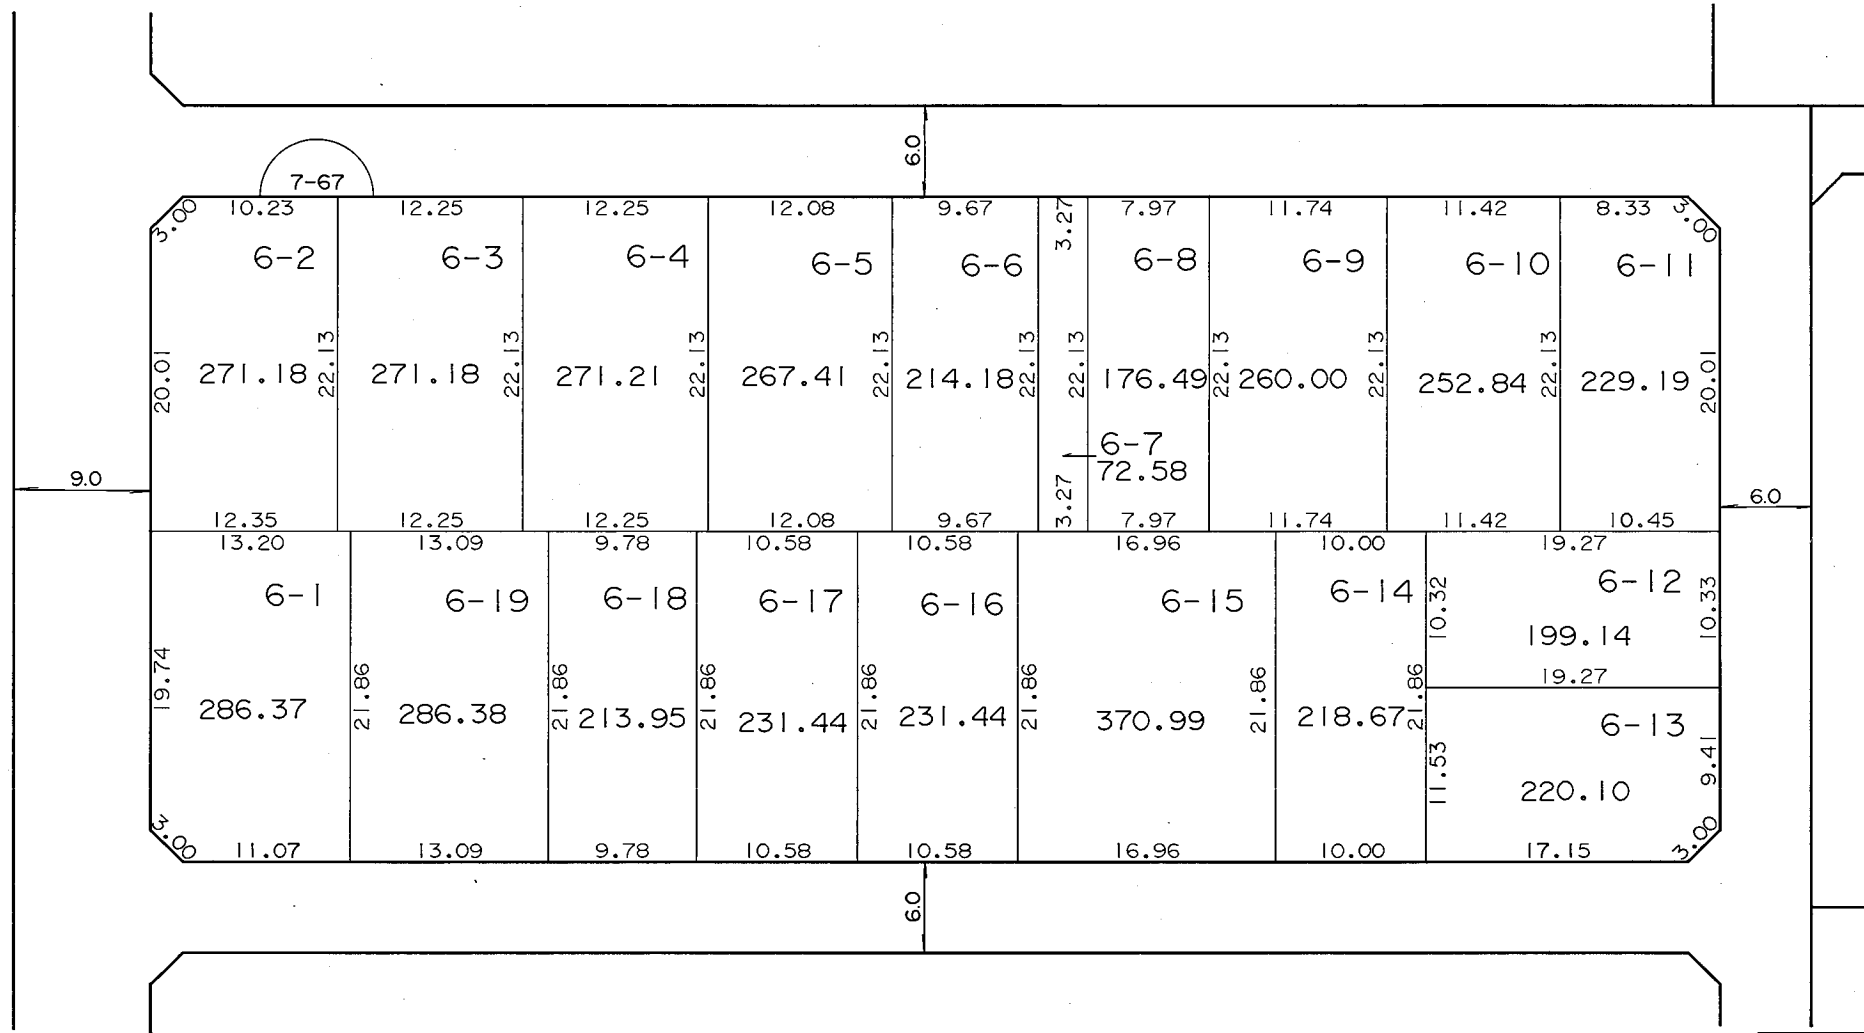 6.0
7-67
3.00 10.23 12.25 12.25 12.08 9.67 3.27 7.97 11.74 11.42 8.33 3.00
6-2 6-3 6-4 6-5 6-6 6-8 6-9 6-10 6-11
20.01 271.18 22.13 271.18 22.13 271.21 22.13 267.41 22.13 214.18 22.13 22.13 176.49 22.13 260.00 22.13 252.84 22.13 229.19 20.01
6-7
72.58
9.0
6.0
12.35 12.25 12.25 12.08 9.67 3.27 7.97 11.74 11.42 10.45
13.20 13.09 9.78 10.58 10.58 16.96 10.00 19.27
6-1 6-19 6-18 6-17 6-16 6-15 6-14 10.32 6-12 10.33
199.14
19.27
19.74 286.37 21.86 286.38 21.86 213.95 21.86 231.44 21.86 231.44 21.86 370.99 21.86 218.67 21.86
6-13
11.53 220.10 9.41
3.00 11.07 13.09 9.78 10.58 10.58 16.96 10.00 17.15 3.00
6.0